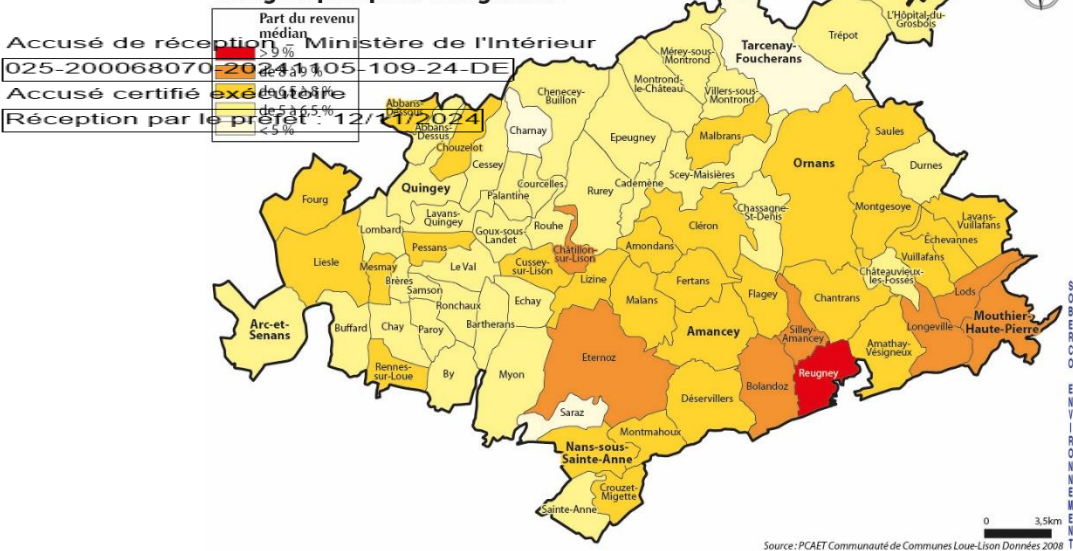 Part du revenu
médian
Accusé de réception - Ministère de l'Intérieur
> 9 %
025-200068070-20241105-109-24-DE
de 8 à 9 %
Accusé certifié exécutoire
de 6,5 à 8 %
de 5 à 6,5 %
Réception par le préfet : 12/11/2024
< 5 %
L'Hôpital-du-
Grosbois
Trépot
Tarcenay-
Foucherans
Mérey-sous-
Montrond
Montrond-
le-Château
Villers-sous-
Montrond
Chenecey-
Buillon
Abbans-
Dessous
Abbans-
Dessus
Charnay
Chouzelot
Epeugney
Malbrans
Saules
Ornans
Durnes
Cessey
Quingey
Palantine
Courcelles
Rurey
Cademène
Scey-Maisières
Fourg
Chassagne-
St-Denis
Montgesoye
Lavans-
Vuillafans
Lavans-
Quingey
Lombard
Goux-sous-
Landet
Rouhe
Cléron
Échevannes
Vuillafans
Pessans
Châtillon-
sur-Lison
Amondans
Liesle
Mesmay
Le Val
Cussey-
sur-Lison
Lizine
Fertans
Châteauvieux-
les-Fossés
Brères
Samson
Ronchaux
Echay
Malans
Flagey
Chantrans
Lods
Mouthier-
Haute-Pierre
Longeville
Arc-et-
Senans
Buffard
Chay
Paroy
Bartherans
Amancey
Silley-
Amancey
Amathay-
Vésigneux
Eternoz
Rennes-
sur-Loue
By
Myon
Bolandoz
Reugney
Déservillers
Saraz
Montmahoux
Nans-sous-
Sainte-Anne
Crouzet-
Migette
Sainte-Anne
SOBERCO ENVIRONNEMENT
0 3,5km
Source : PCAET Communauté de Communes Loue-Lison Données 2008